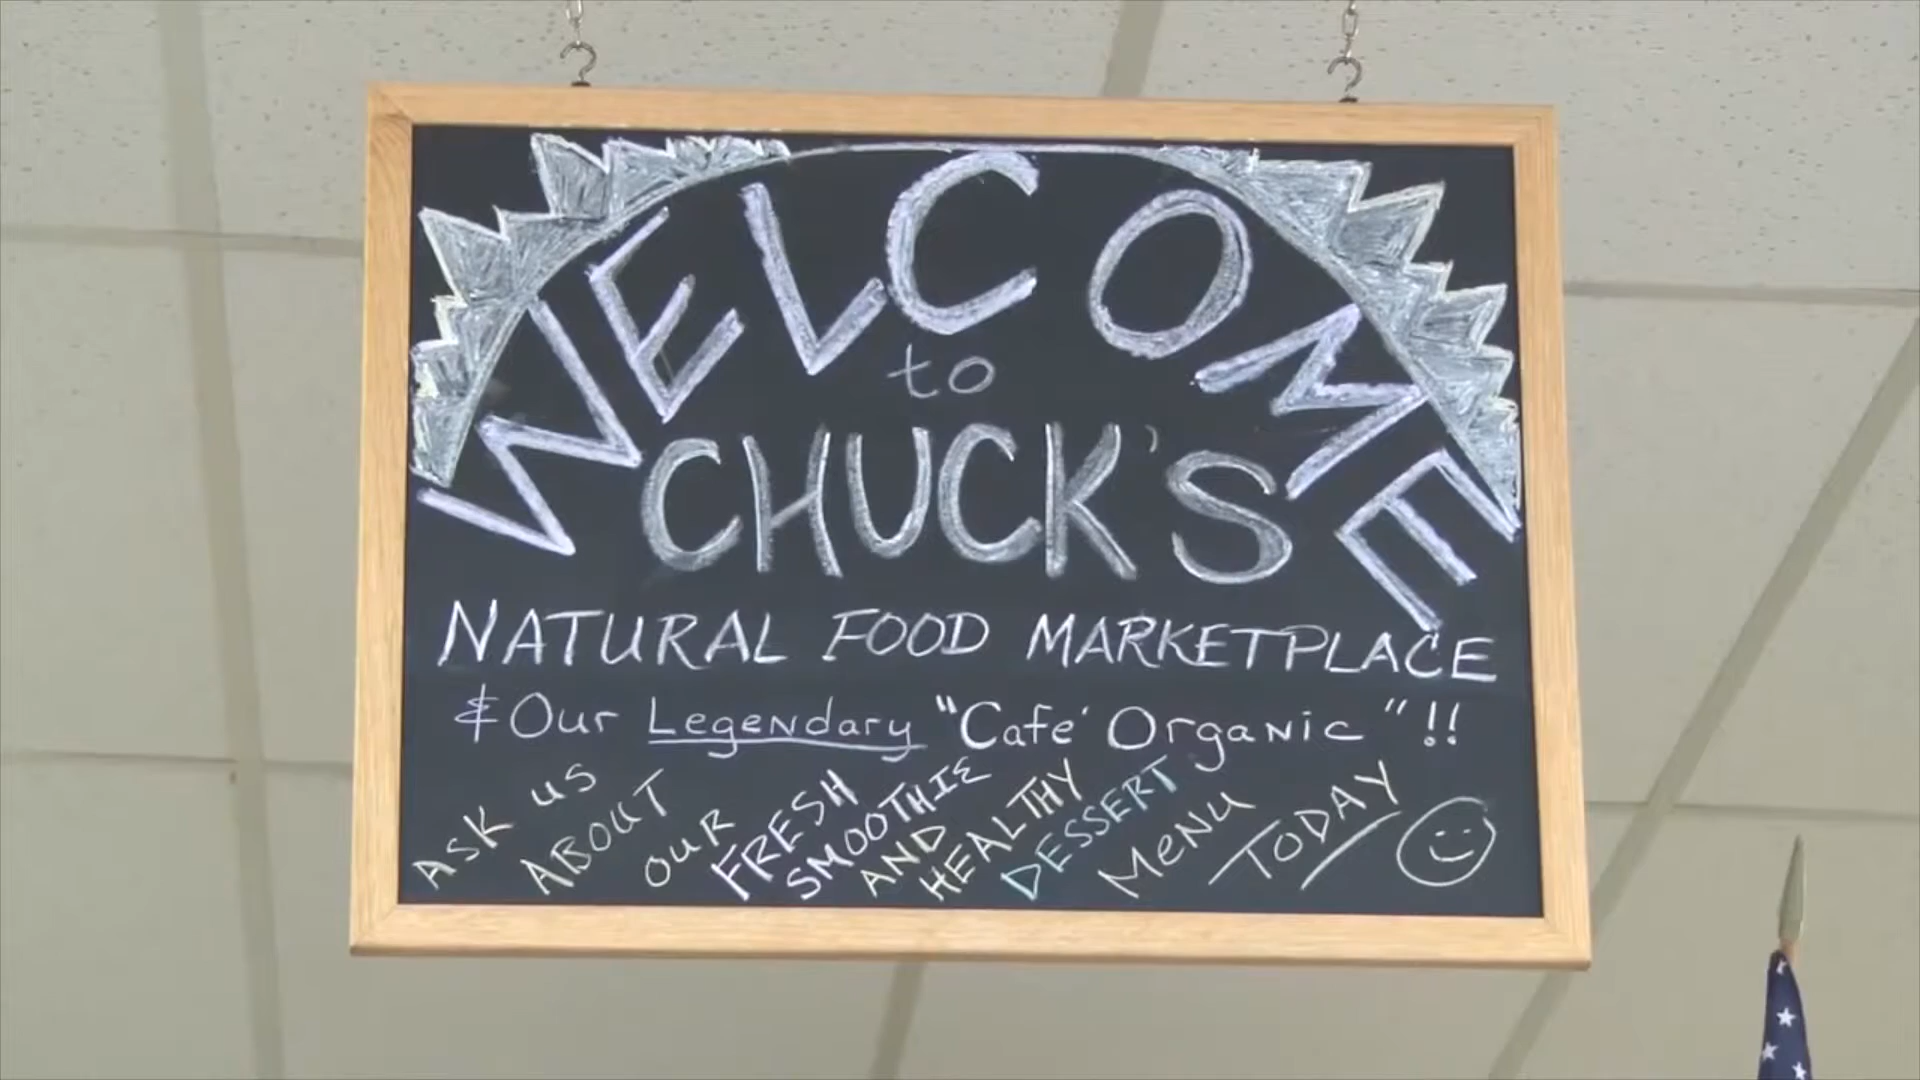 WELCOME
to
CHUCK'S
NATURAL FOOD MARKETPLACE
& Our Legendary "Café Organic"!!
ASK US ABOUT OUR FRESH SMOOTHIE AND HEALTHY DESSERT MENU TODAY